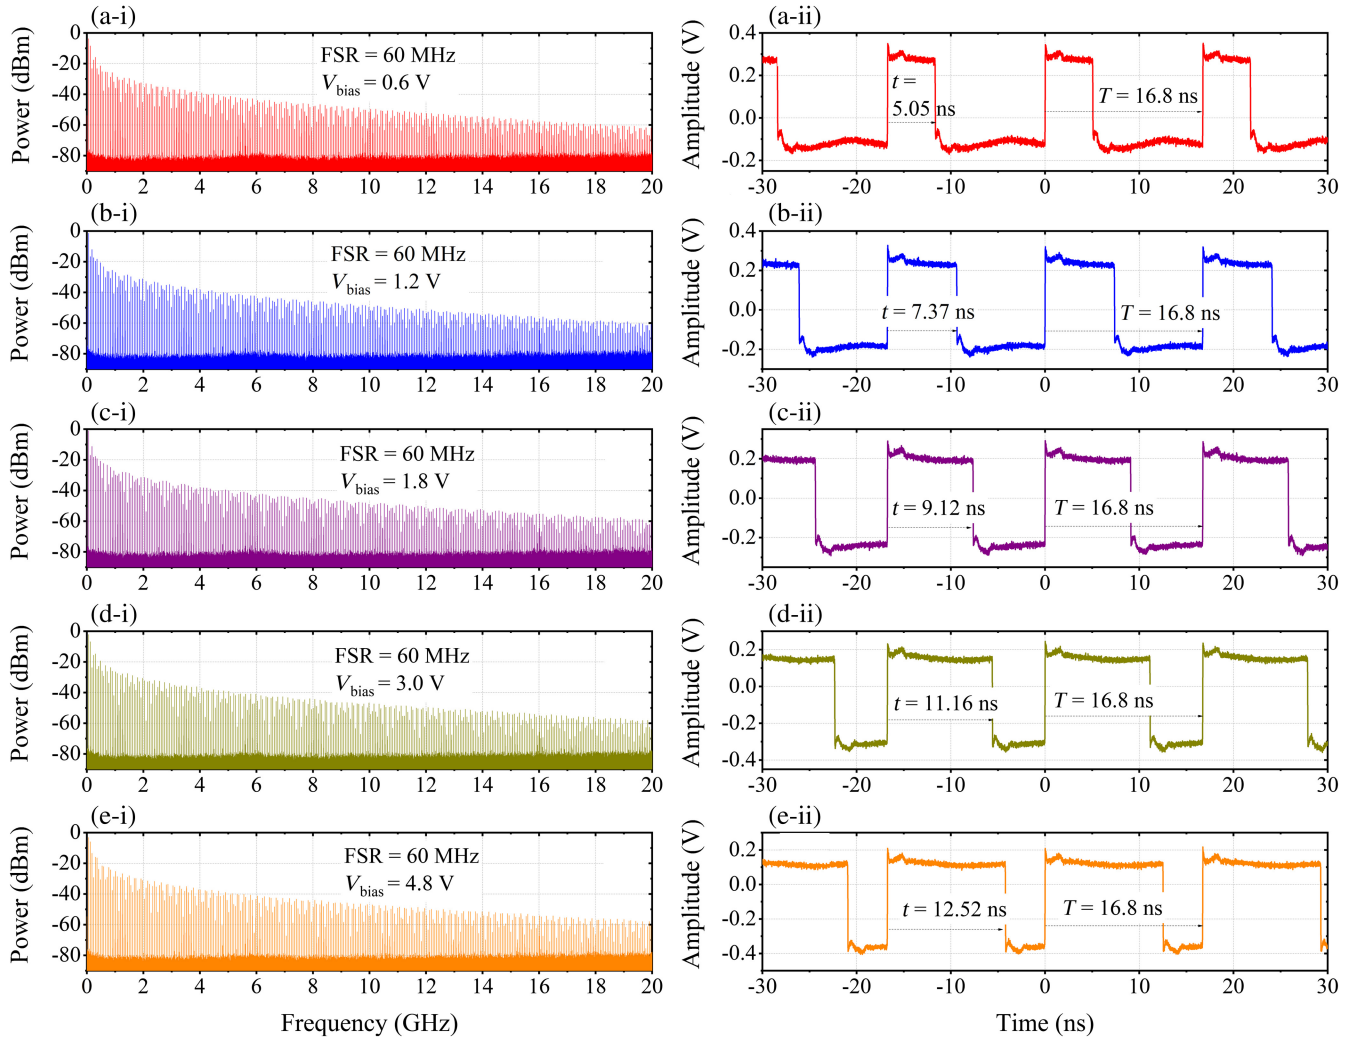 (a-i)
Power (dBm)
0
-20
-40
-60
-80
FSR = 60 MHz
Vbias = 0.6 V
0 2 4 6 8 10 12 14 16 18 20
(a-ii)
Amplitude (V)
0.4
0.2
0.0
-0.2
t =
5.05 ns
T = 16.8 ns
-30 -20 -10 0 10 20 30
(b-i)
Power (dBm)
0
-20
-40
-60
-80
FSR = 60 MHz
Vbias = 1.2 V
0 2 4 6 8 10 12 14 16 18 20
(b-ii)
Amplitude (V)
0.4
0.2
0.0
-0.2
t = 7.37 ns
T = 16.8 ns
-30 -20 -10 0 10 20 30
(c-i)
Power (dBm)
0
-20
-40
-60
-80
FSR = 60 MHz
Vbias = 1.8 V
0 2 4 6 8 10 12 14 16 18 20
(c-ii)
Amplitude (V)
0.2
0.0
-0.2
t = 9.12 ns
T = 16.8 ns
-30 -20 -10 0 10 20 30
(d-i)
Power (dBm)
0
-20
-40
-60
-80
FSR = 60 MHz
Vbias = 3.0 V
0 2 4 6 8 10 12 14 16 18 20
(d-ii)
Amplitude (V)
0.2
0.0
-0.2
-0.4
t = 11.16 ns
T = 16.8 ns
-30 -20 -10 0 10 20 30
(e-i)
Power (dBm)
0
-20
-40
-60
-80
FSR = 60 MHz
Vbias = 4.8 V
0 2 4 6 8 10 12 14 16 18 20
Frequency (GHz)
(e-ii)
Amplitude (V)
0.2
0.0
-0.2
-0.4
t = 12.52 ns
T = 16.8 ns
-30 -20 -10 0 10 20 30
Time (ns)